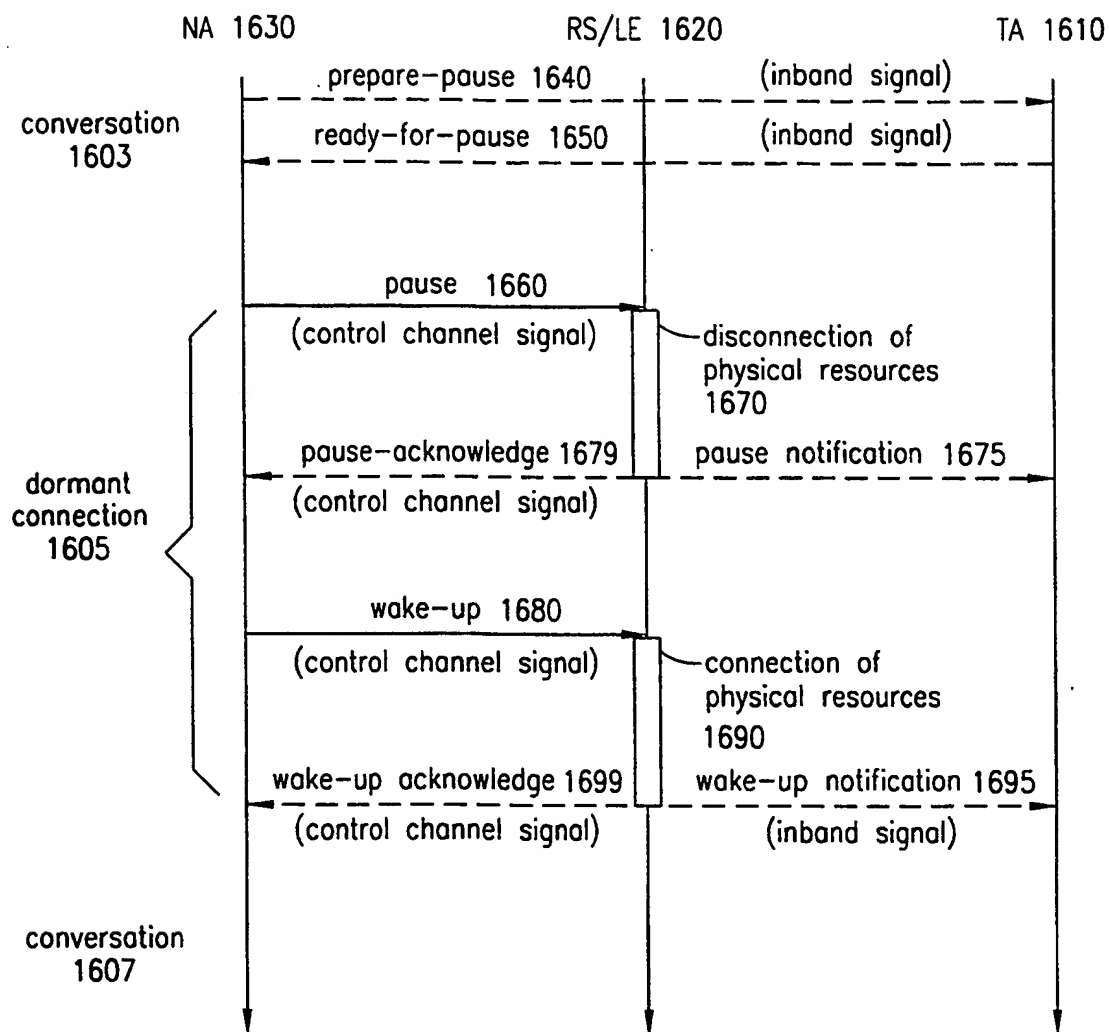 NA 1630 RS/LE 1620 TA 1610
prepare-pause 1640 (inband signal)
conversation
1603
ready-for-pause 1650 (inband signal)
pause 1660
(control channel signal)
disconnection of
physical resources
1670
pause-acknowledge 1679 pause notification 1675
(control channel signal)
dormant
connection
1605
wake-up 1680
(control channel signal)
connection of
physical resources
1690
wake-up acknowledge 1699 wake-up notification 1695
(control channel signal) (inband signal)
conversation
1607